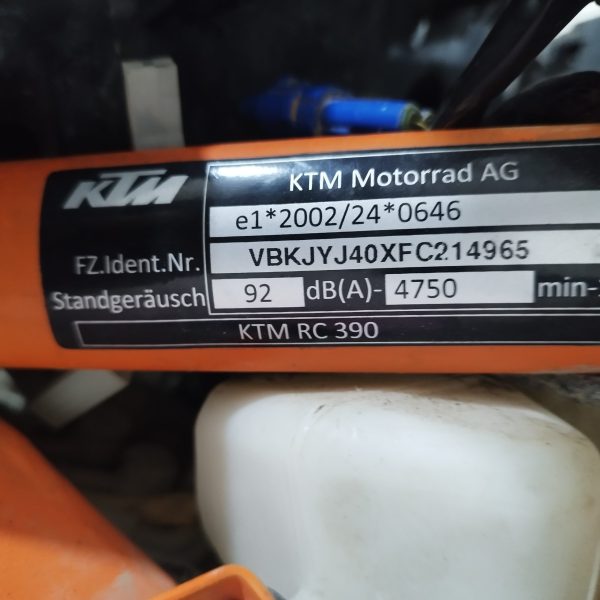 KTM
KTM Motorrad AG
e1*2002/24*0646
FZ.Ident.Nr. VBKJYJ40XFC214965
Standgeräusch 92 dB(A)- 4750 min-
KTM RC 390